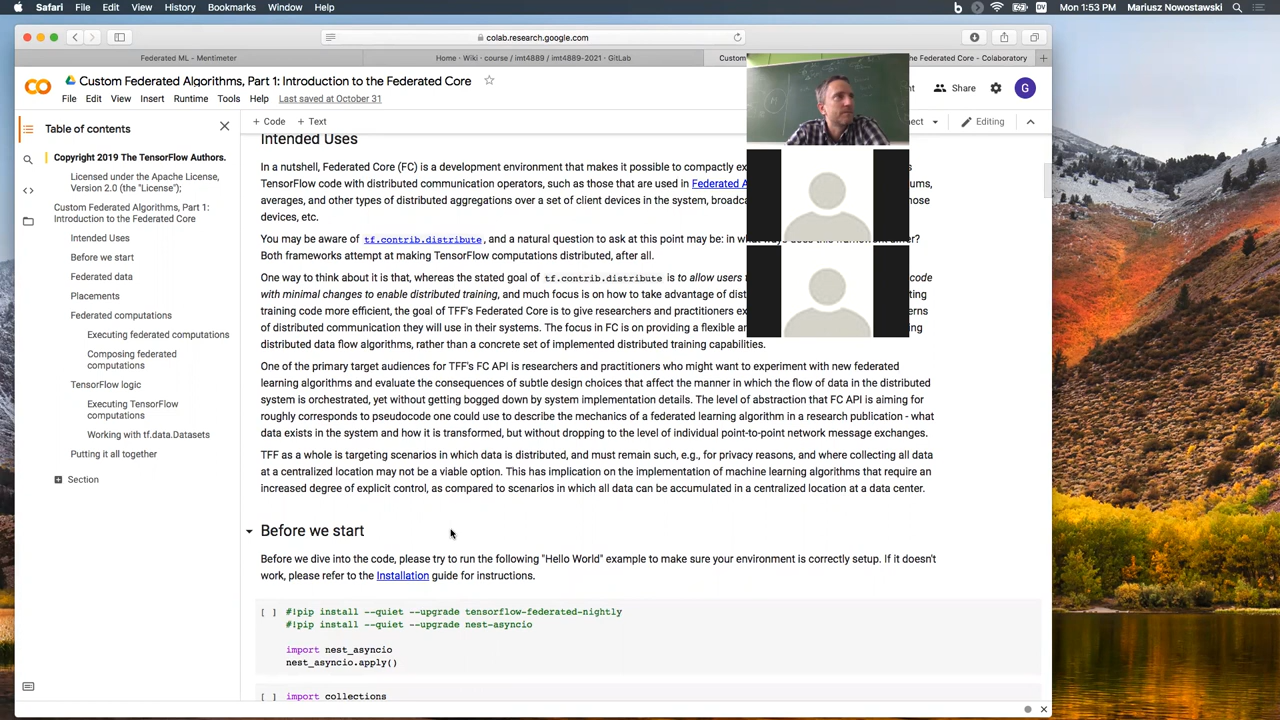 Safari File Edit View History Bookmarks Window Help
Mon 1:53 PM Mariusz Nowostawski
colab.research.google.com
Federated ML - Mentimeter
Home · Wiki · course / imt4889 / imt4889-2021 · GitLab
Custom
he Federated Core - Colaboratory
Custom Federated Algorithms, Part 1: Introduction to the Federated Core
Share
G
File Edit View Insert Runtime Tools Help Last saved at October 31
+ Code + Text
Editing
Table of contents
Copyright 2019 The TensorFlow Authors.
Licensed under the Apache License,
Version 2.0 (the "License");
Custom Federated Algorithms, Part 1:
Introduction to the Federated Core
Intended Uses
Before we start
Federated data
Placements
Federated computations
Executing federated computations
Composing federated
computations
TensorFlow logic
Executing TensorFlow
computations
Working with tf.data.Datasets
Putting it all together
Section
Intended Uses
In a nutshell, Federated Core (FC) is a development environment that makes it possible to compactly ex s
TensorFlow code with distributed communication operators, such as those that are used in Federated A ums,
averages, and other types of distributed aggregations over a set of client devices in the system, broadca hose
devices, etc.
You may be aware of tf.contrib.distribute, and a natural question to ask at this point may be: in
Both frameworks attempt at making TensorFlow computations distributed, after all.
One way to think about it is that, whereas the stated goal of tf.contrib.distribute is to allow users code
with minimal changes to enable distributed training, and much focus is on how to take advantage of dist ting
training code more efficient, the goal of TFF's Federated Core is to give researchers and practitioners ex rns
of distributed communication they will use in their systems. The focus in FC is on providing a flexible a ing
distributed data flow algorithms, rather than a concrete set of implemented distributed training capabilities.
One of the primary target audiences for TFF's FC API is researchers and practitioners who might want to experiment with new federated
learning algorithms and evaluate the consequences of subtle design choices that affect the manner in which the flow of data in the distributed
system is orchestrated, yet without getting bogged down by system implementation details. The level of abstraction that FC API is aiming for
roughly corresponds to pseudocode one could use to describe the mechanics of a federated learning algorithm in a research publication - what
data exists in the system and how it is transformed, but without dropping to the level of individual point-to-point network message exchanges.
TFF as a whole is targeting scenarios in which data is distributed, and must remain such, e.g., for privacy reasons, and where collecting all data
at a centralized location may not be a viable option. This has implication on the implementation of machine learning algorithms that require an
increased degree of explicit control, as compared to scenarios in which all data can be accumulated in a centralized location at a data center.
Before we start
Before we dive into the code, please try to run the following "Hello World" example to make sure your environment is correctly setup. If it doesn't
work, please refer to the Installation guide for instructions.
[ ] #!pip install --quiet --upgrade tensorflow-federated-nightly
#!pip install --quiet --upgrade nest-asyncio
import nest_asyncio
nest_asyncio.apply()
[ ] import collections